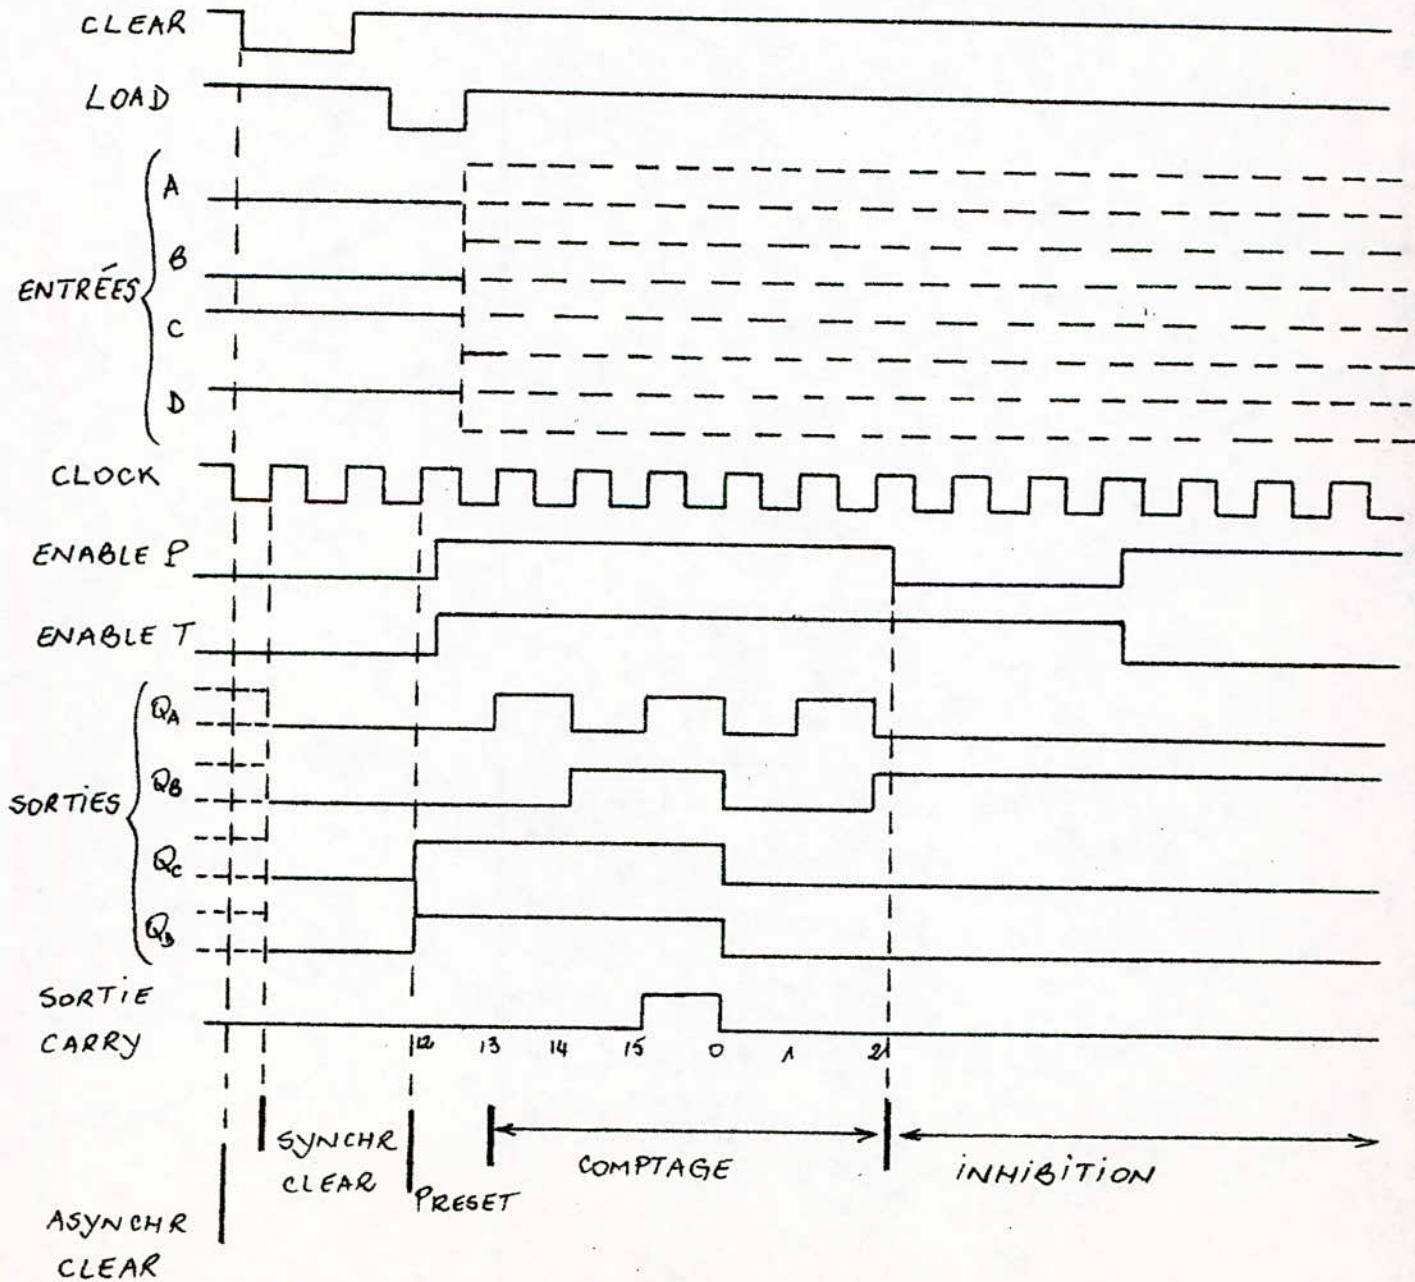 CLEAR
LOAD
ENTRÉES
A
B
C
D
CLOCK
ENABLE P
ENABLE T
SORTIES
QA
QB
QC
QD
SORTIE
CARRY
12 13 14 15 0 1 2
SYNCHR
CLEAR
PRESET
COMPTAGE
INHIBITION
ASYNCHR
CLEAR